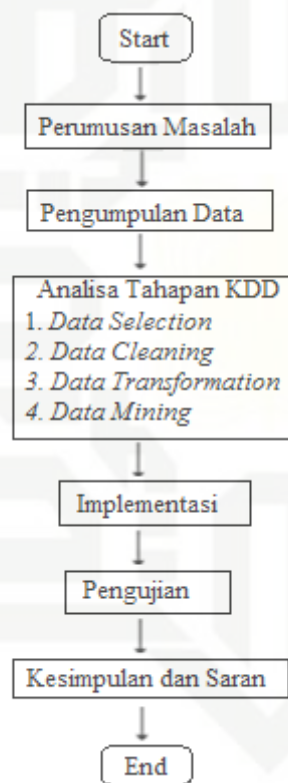 Start
Perumusan Masalah
Pengumpulan Data
Analisa Tahapan KDD
1. Data Selection
2. Data Cleaning
3. Data Transformation
4. Data Mining
Implementasi
Pengujian
Kesimpulan dan Saran
End